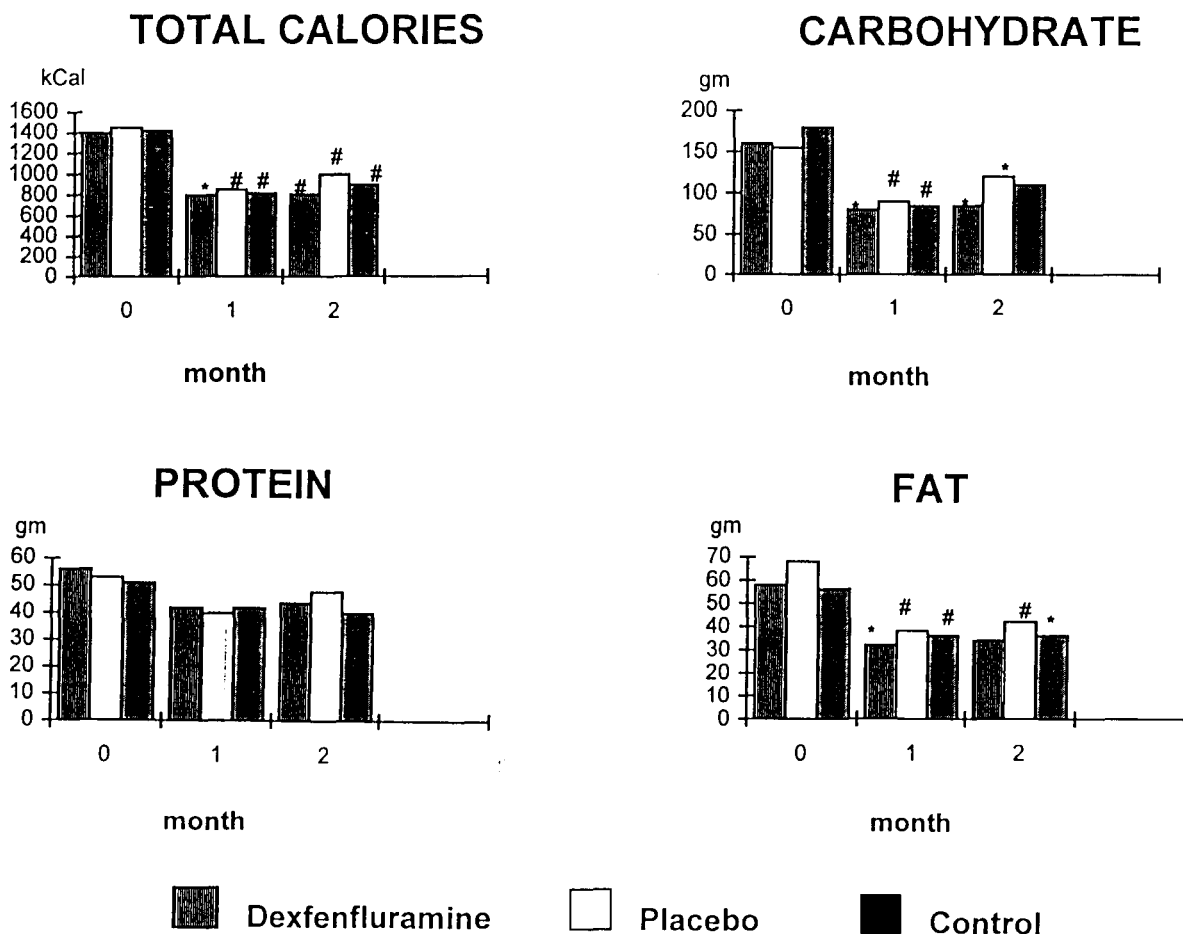 TOTAL CALORIES
kCal
1600
1400
1200
1000
800
600
400
200
0
* # # # # #
0 1 2
month
CARBOHYDRATE
gm
200
150
100
50
0
* # # * *
0 1 2
month
PROTEIN
gm
60
50
40
30
20
10
0
0 1 2
month
FAT
gm
70
60
50
40
30
20
10
0
* # # # *
0 1 2
month
Dexfenfluramine Placebo Control